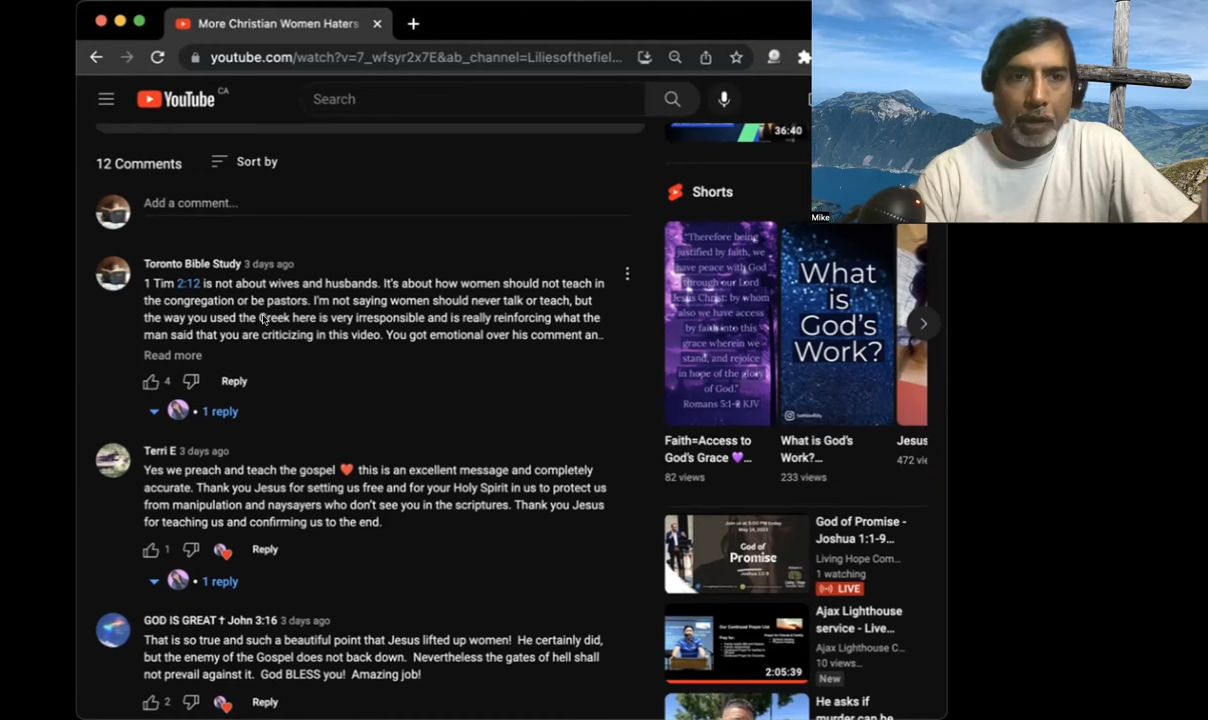 More Christian Women Haters
youtube.com/watch?v=7_wfsyr2x7E&ab_channel=Liliesofthefiel...
YouTube CA
Search
36:40
Mike
12 Comments
Sort by
Shorts
Add a comment...
Toronto Bible Study 3 days ago
1 Tim 2:12 is not about wives and husbands. It's about how women should not teach in
the congregation or be pastors. I'm not saying women should never talk or teach, but
the way you used the Greek here is very irresponsible and is really reinforcing what the
man said that you are criticizing in this video. You got emotional over his comment an..
Read more
4
Reply
• 1 reply
Terri E 3 days ago
Yes we preach and teach the gospel ❤️ this is an excellent message and completely
accurate. Thank you Jesus for setting us free and for your Holy Spirit in us to protect us
from manipulation and naysayers who don't see you in the scriptures. Thank you Jesus
for teaching us and confirming us to the end.
1
Reply
• 1 reply
GOD IS GREAT † John 3:16 3 days ago
That is so true and such a beautiful point that Jesus lifted up women! He certainly did,
but the enemy of the Gospel does not back down. Nevertheless the gates of hell shall
not prevail against it. God BLESS you! Amazing job!
2
Reply
"Therefore being
justified by faith, we
have peace with God
through our Lord
Jesus Christ: by whom
also we have access
by faith into this
grace wherein we
stand, and rejoice
in hope of the glory
of God."
Romans 5:1-2 KJV
What
is
God's
Work?
Faith=Access to
God's Grace 💜...
82 views
What is God's
Work?...
233 views
Jesus
472 vie
God of
Promise
Joshua 1:1-9
God of Promise -
Joshua 1:1-9...
Living Hope Com...
1 watching
LIVE
2:05:39
Ajax Lighthouse
service - Live...
Ajax Lighthouse C...
10 views...
New
He asks if
murder can be